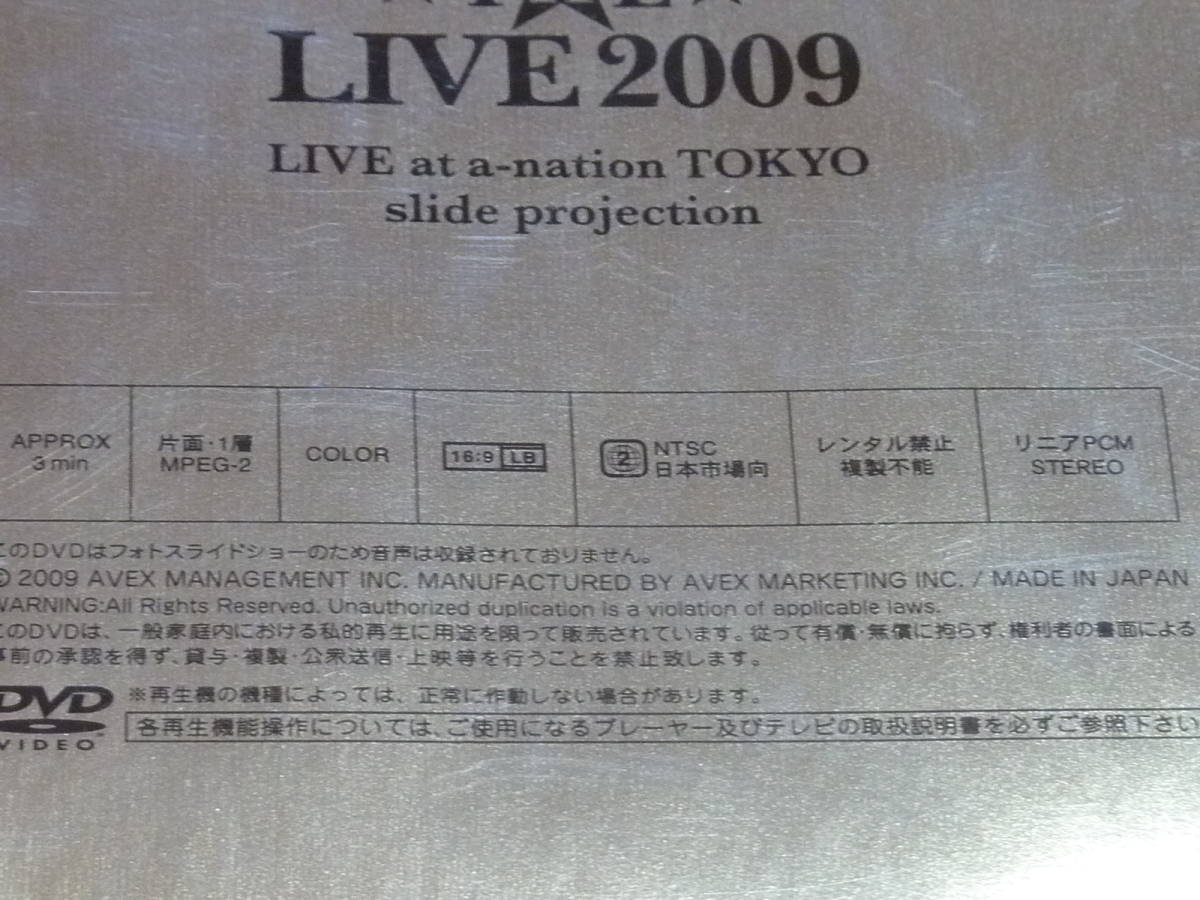 LIVE 2009
LIVE at a-nation TOKYO
slide projection
APPROX
3 min
片面・1層
MPEG-2
COLOR
16:9 LB
2
NTSC
日本市場向
レンタル禁止
複製不能
リニアPCM
STEREO
このDVDはフォトスライドショーのため音声は収録されておりません。
© 2009 AVEX MANAGEMENT INC. MANUFACTURED BY AVEX MARKETING INC. / MADE IN JAPAN
WARNING:All Rights Reserved. Unauthorized duplication is a violation of applicable laws.
このDVDは、一般家庭内における私的再生に用途を限って販売されています。従って有償・無償に拘らず、権利者の書面による
事前の承認を得ず、貸与・複製・公衆送信・上映等を行うことを禁止致します。
DVD
VIDEO
※再生機の機種によっては、正常に作動しない場合があります。
各再生機能操作については、ご使用になるプレーヤー及びテレビの取扱説明書を必ずご参照下さい